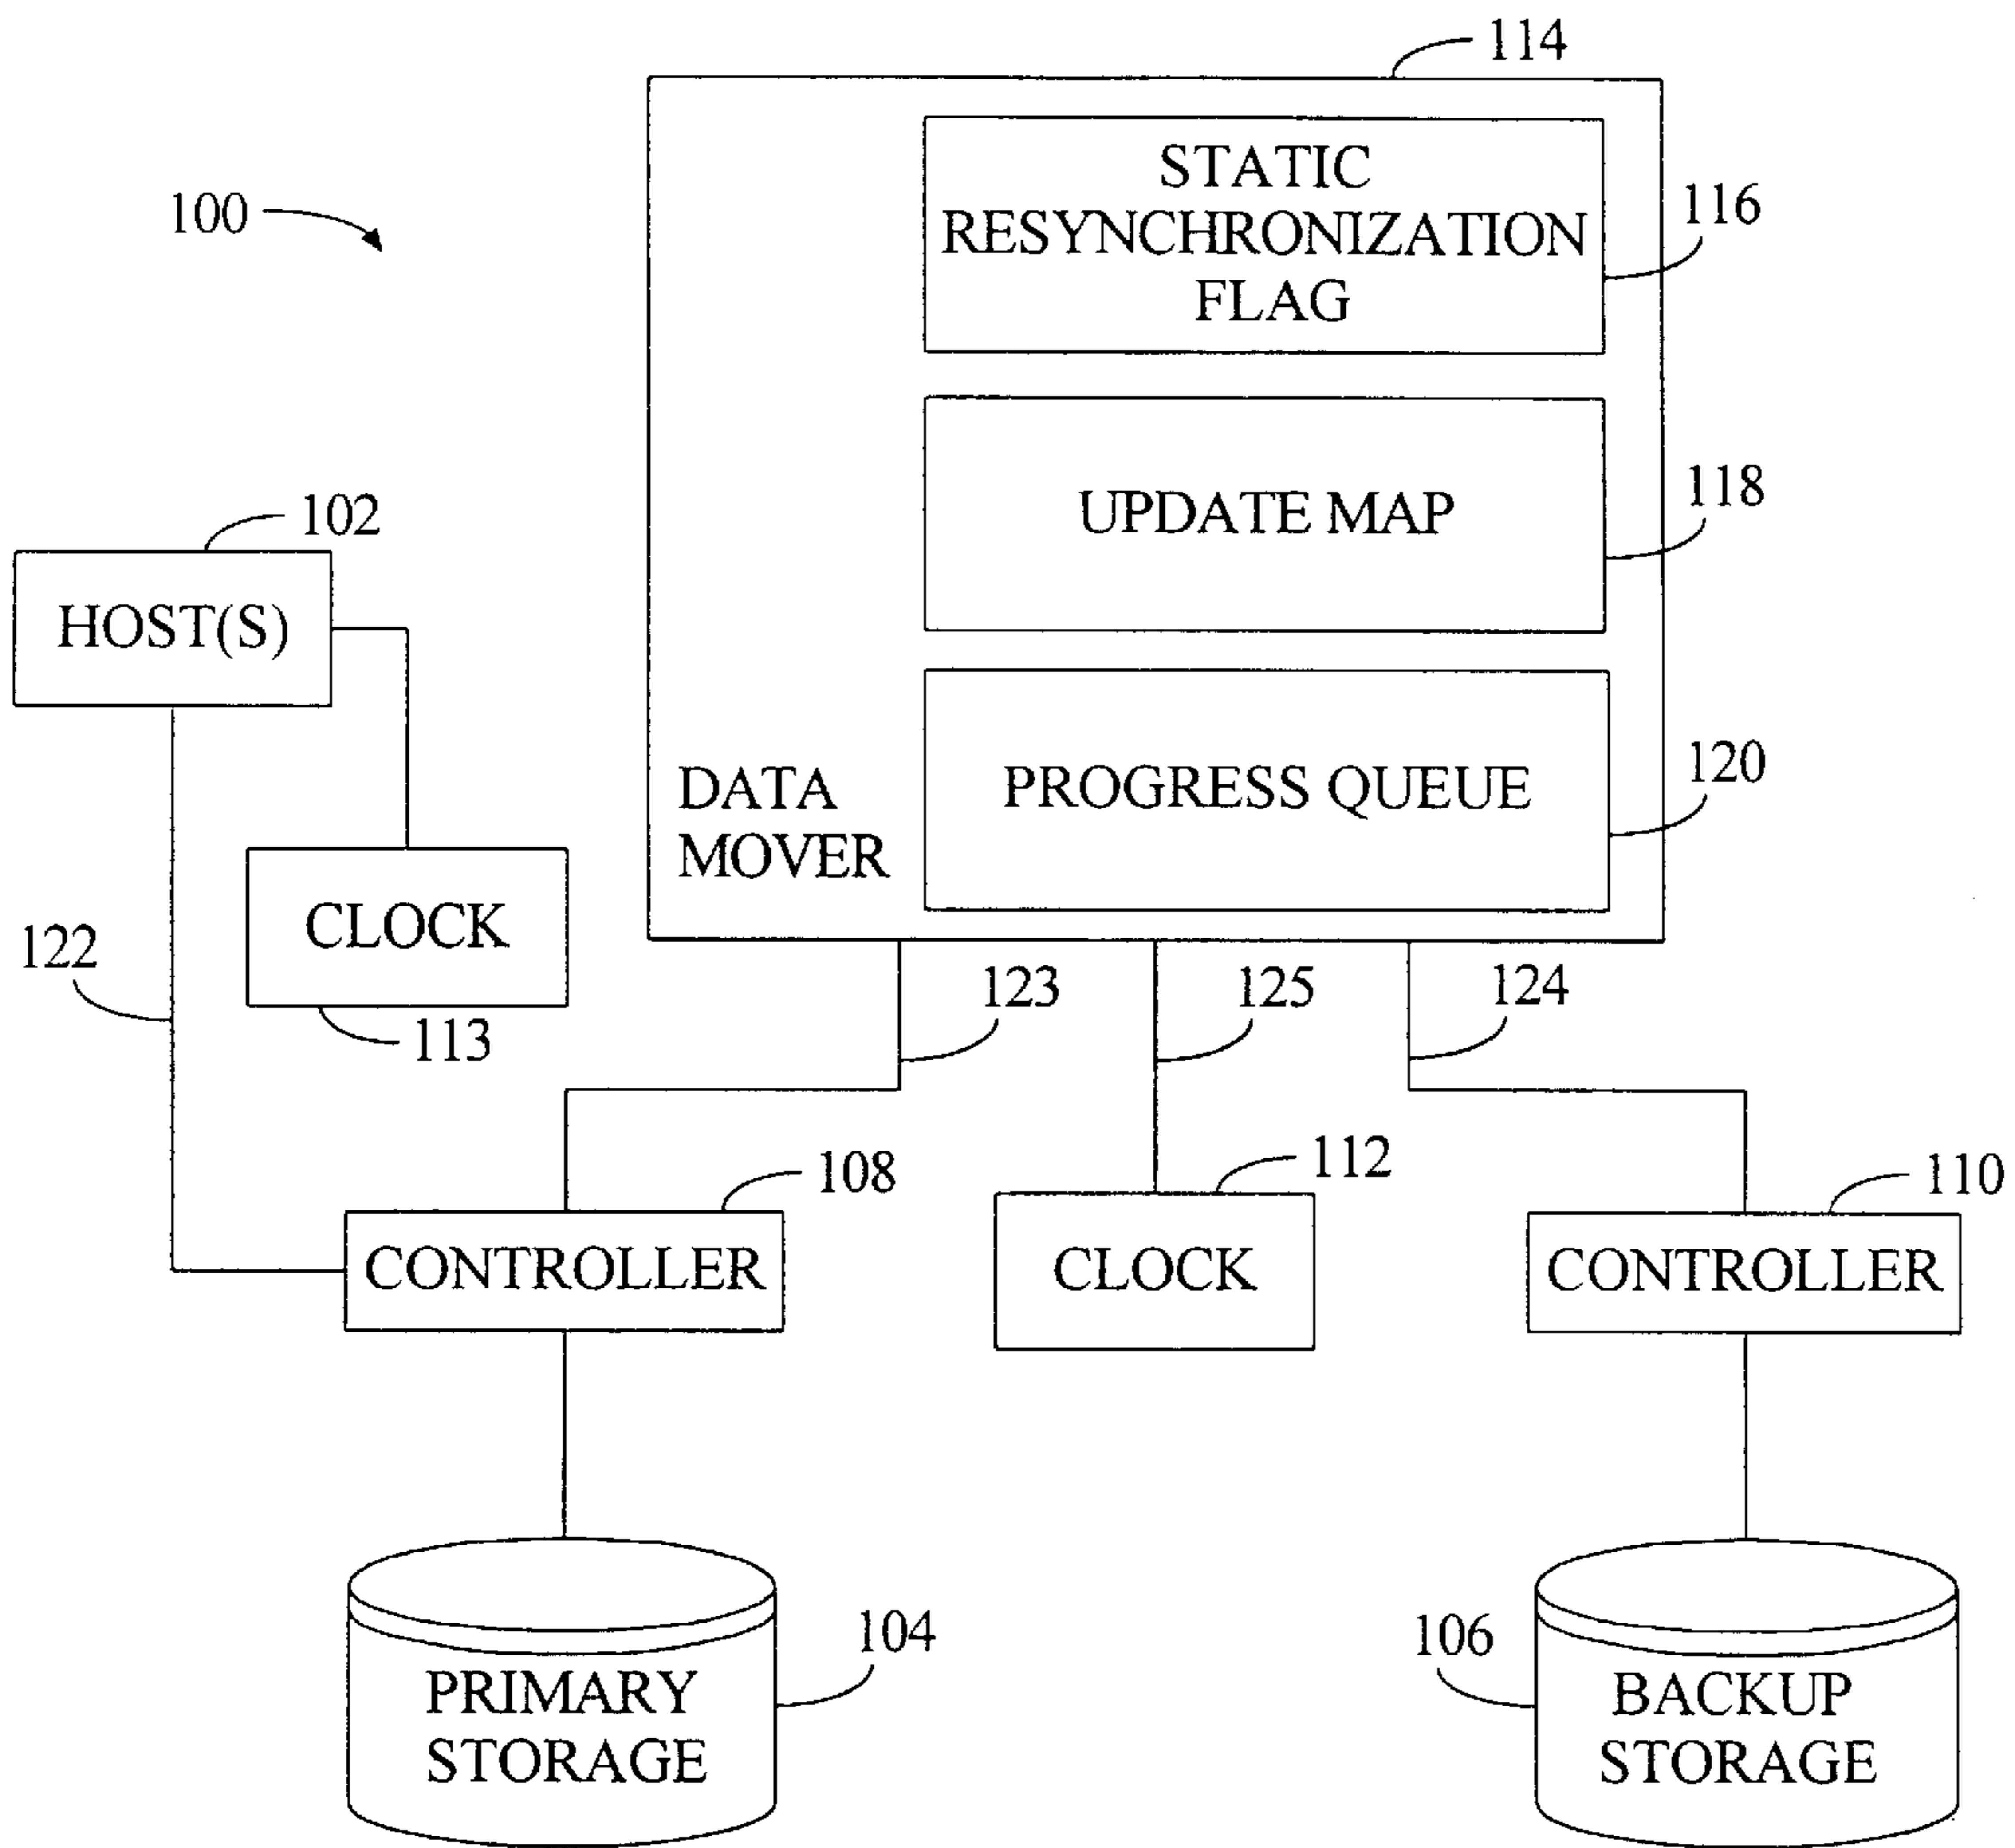 114
STATIC
RESYNCHRONIZATION
FLAG
116
100
UPDATE MAP
118
102
HOST(S)
PROGRESS QUEUE
120
DATA
MOVER
CLOCK
122
113
123
125
124
108
112
110
CONTROLLER
CLOCK
CONTROLLER
104
106
PRIMARY
STORAGE
BACKUP
STORAGE